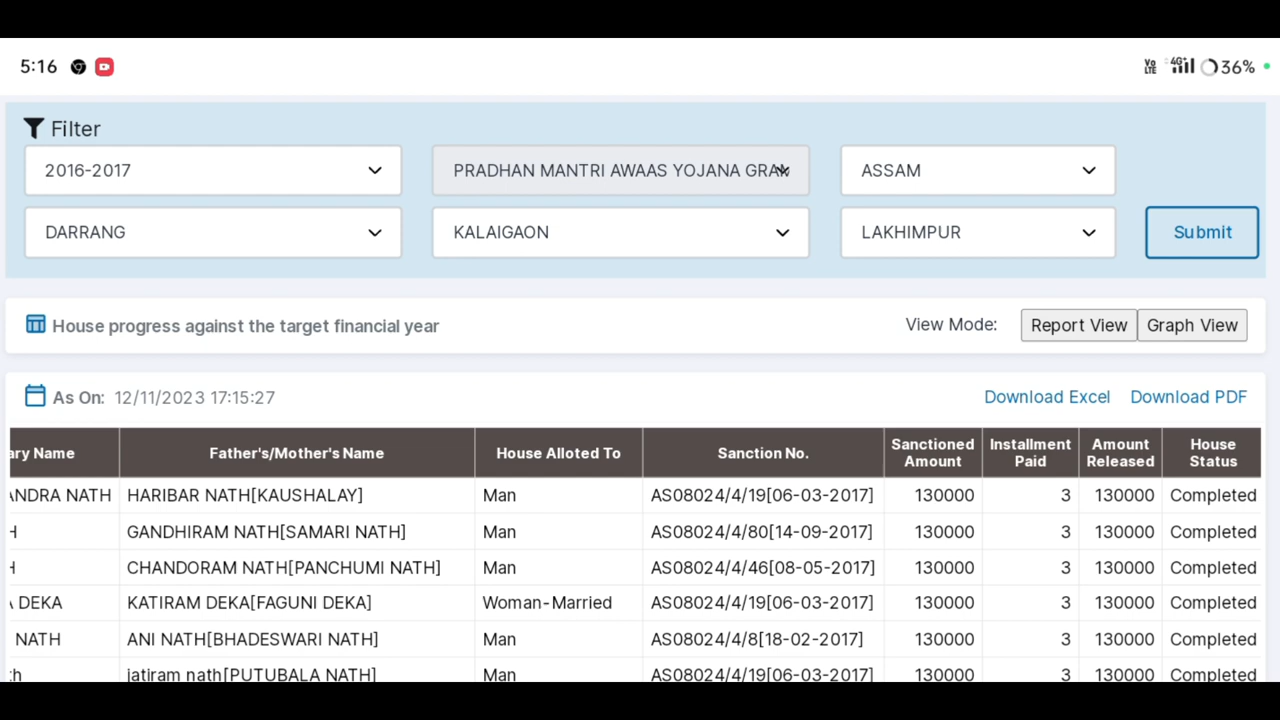 5:16 Vo LTE 4G+ 36%
Filter
2016-2017 PRADHAN MANTRI AWAAS YOJANA ASSAM
DARRANG KALAIGAON LAKHIMPUR Submit
House progress against the target financial year View Mode: Report View Graph View
As On: 12/11/2023 17:15:27 Download Excel Download PDF
ary Name Father's/Mother's Name House Alloted To Sanction No. Sanctioned Amount Installment Paid Amount Released House Status
ANDRA NATH HARIBAR NATH[KAUSHALAY] Man AS08024/4/19[06-03-2017] 130000 3 130000 Completed
H GANDHIRAM NATH[SAMARI NATH] Man AS08024/4/80[14-09-2017] 130000 3 130000 Completed
H CHANDORAM NATH[PANCHUMI NATH] Man AS08024/4/46[08-05-2017] 130000 3 130000 Completed
DEKA KATIRAM DEKA[FAGUNI DEKA] Woman-Married AS08024/4/19[06-03-2017] 130000 3 130000 Completed
NATH ANI NATH[BHADESWARI NATH] Man AS08024/4/8[18-02-2017] 130000 3 130000 Completed
th jatiram nath[PUTUBALA NATH] Man AS08024/4/19[06-03-2017] 130000 3 130000 Completed